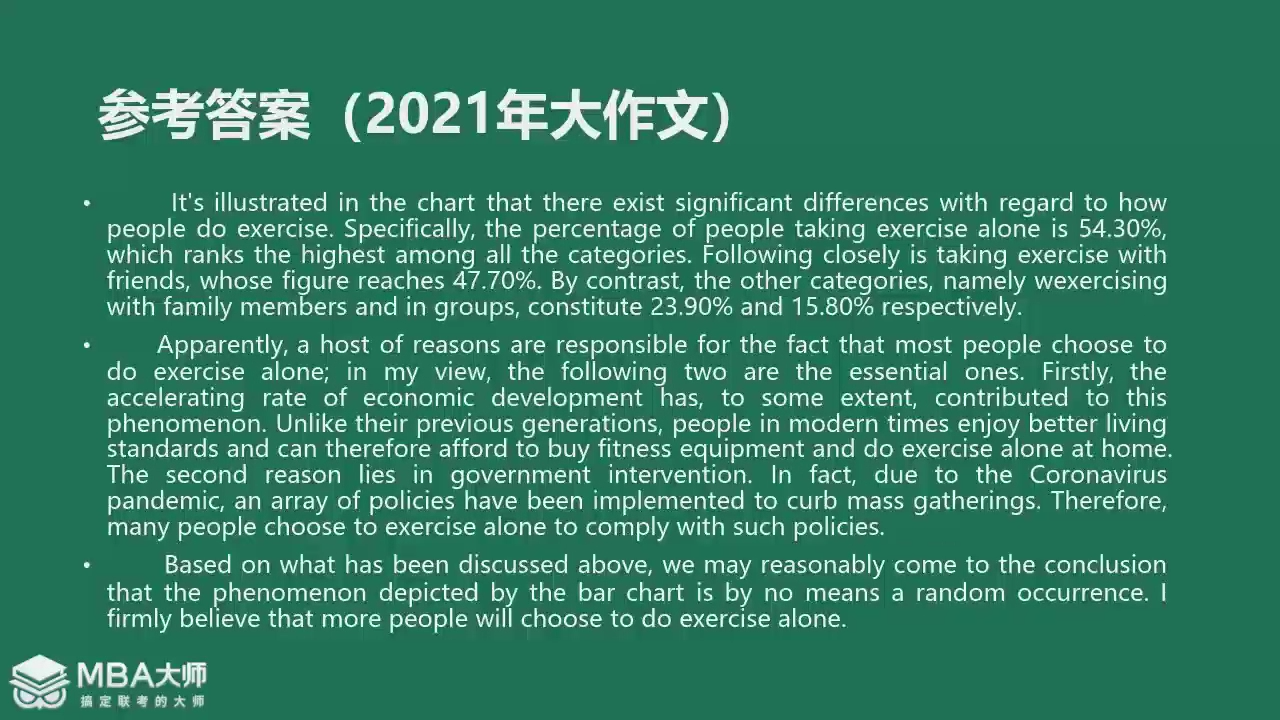 参考答案（2021年大作文）
• It's illustrated in the chart that there exist significant differences with regard to how
people do exercise. Specifically, the percentage of people taking exercise alone is 54.30%,
which ranks the highest among all the categories. Following closely is taking exercise with
friends, whose figure reaches 47.70%. By contrast, the other categories, namely wexercising
with family members and in groups, constitute 23.90% and 15.80% respectively.
• Apparently, a host of reasons are responsible for the fact that most people choose to
do exercise alone; in my view, the following two are the essential ones. Firstly, the
accelerating rate of economic development has, to some extent, contributed to this
phenomenon. Unlike their previous generations, people in modern times enjoy better living
standards and can therefore afford to buy fitness equipment and do exercise alone at home.
The second reason lies in government intervention. In fact, due to the Coronavirus
pandemic, an array of policies have been implemented to curb mass gatherings. Therefore,
many people choose to exercise alone to comply with such policies.
• Based on what has been discussed above, we may reasonably come to the conclusion
that the phenomenon depicted by the bar chart is by no means a random occurrence. I
firmly believe that more people will choose to do exercise alone.
MBA大师
搞定联考的大师